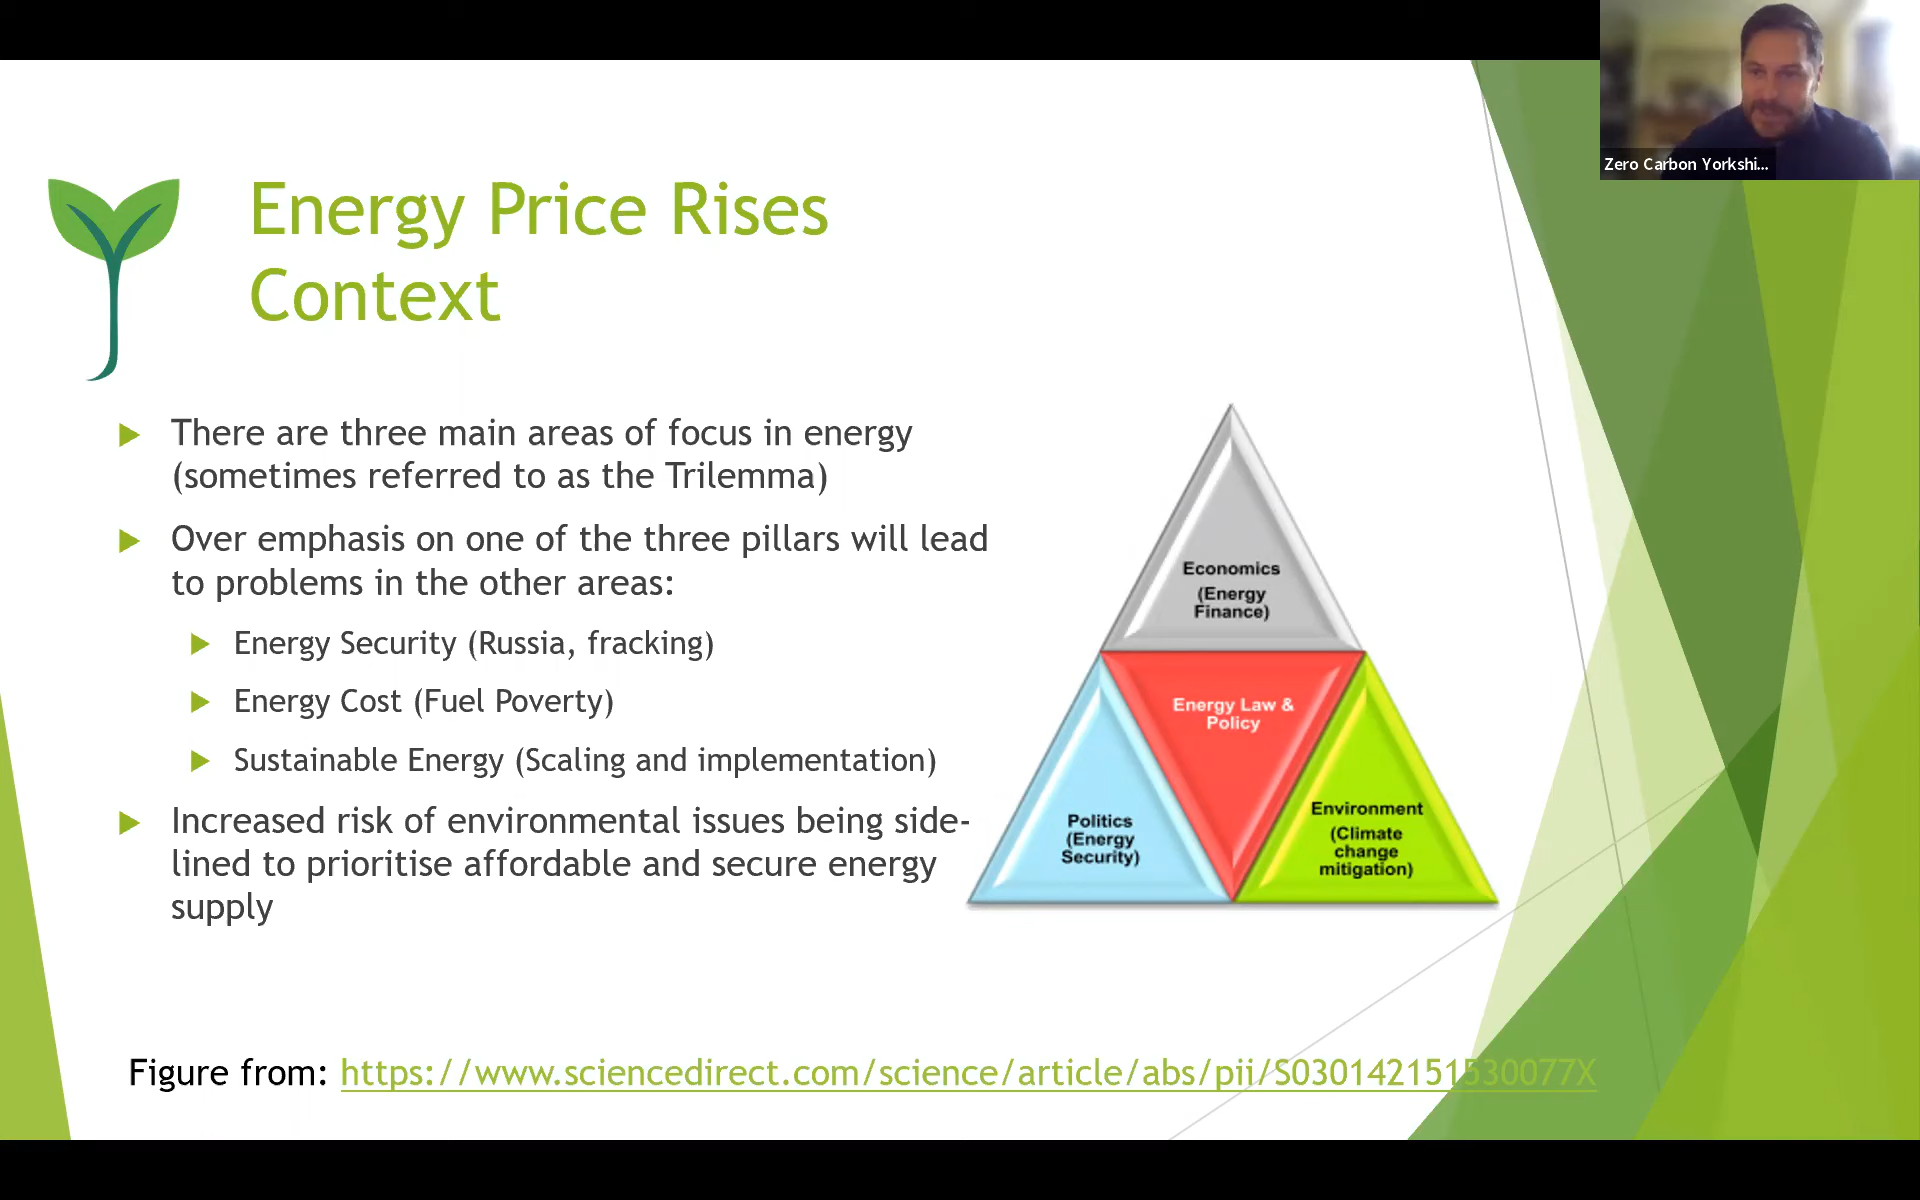 Zero Carbon Yorkshi...
Energy Price Rises
Context
There are three main areas of focus in energy
(sometimes referred to as the Trilemma)
Over emphasis on one of the three pillars will lead
to problems in the other areas:
Energy Security (Russia, fracking)
Energy Cost (Fuel Poverty)
Sustainable Energy (Scaling and implementation)
Increased risk of environmental issues being side-
lined to prioritise affordable and secure energy
supply
Economics
(Energy
Finance)
Energy Law &
Policy
Politics
(Energy
Security)
Environment
(Climate
change
mitigation)
Figure from: https://www.sciencedirect.com/science/article/abs/pii/S030142151530077X